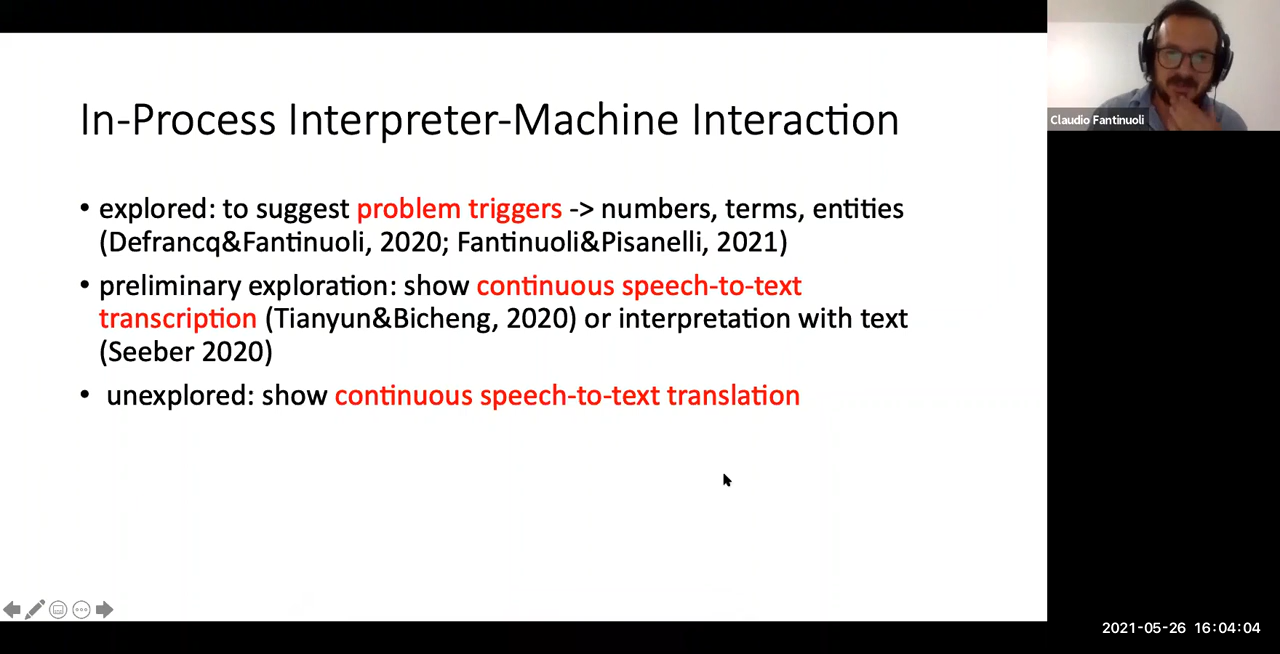 In-Process Interpreter-Machine Interaction
• explored: to suggest problem triggers -> numbers, terms, entities
(Defrancq&Fantinuoli, 2020; Fantinuoli&Pisanelli, 2021)
• preliminary exploration: show continuous speech-to-text
transcription (Tianyun&Bicheng, 2020) or interpretation with text
(Seeber 2020)
• unexplored: show continuous speech-to-text translation
Claudio Fantinuoli
2021-05-26 16:04:04